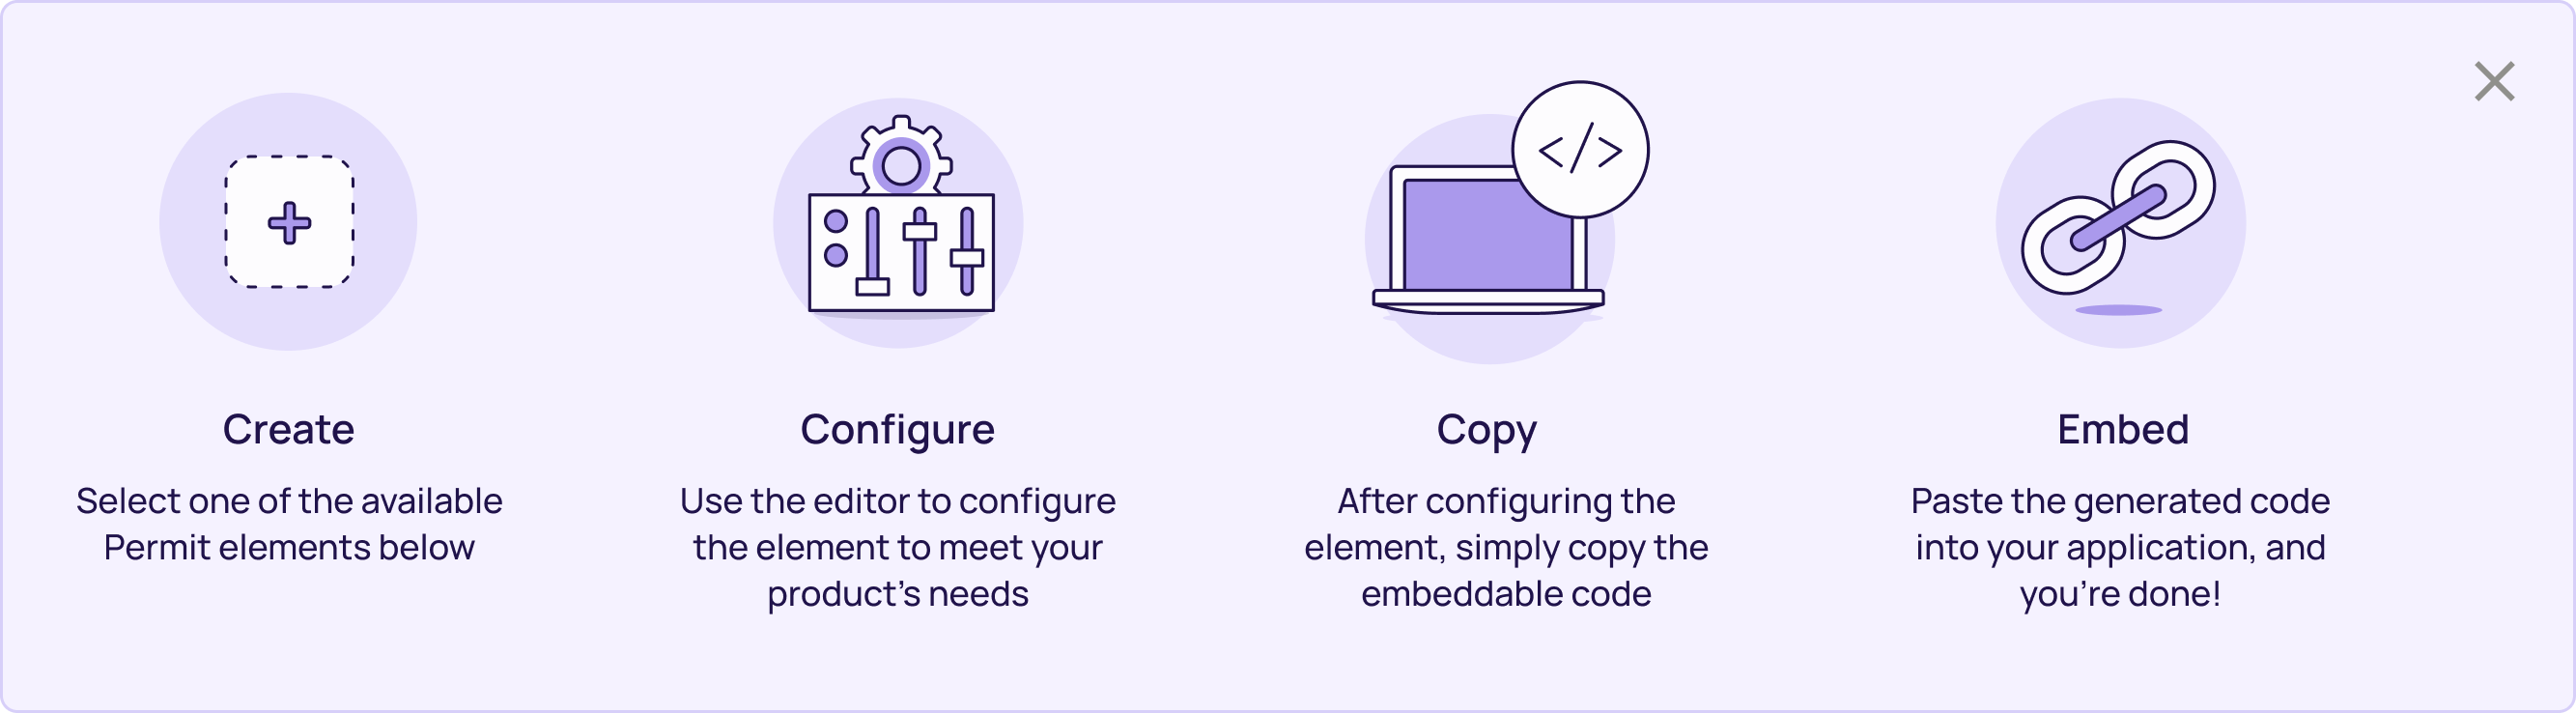 Create
Select one of the available
Permit elements below
Configure
Use the editor to configure
the element to meet your
product’s needs
</>
Copy
After configuring the
element, simply copy the
embeddable code
Embed
Paste the generated code
into your application, and
you’re done!